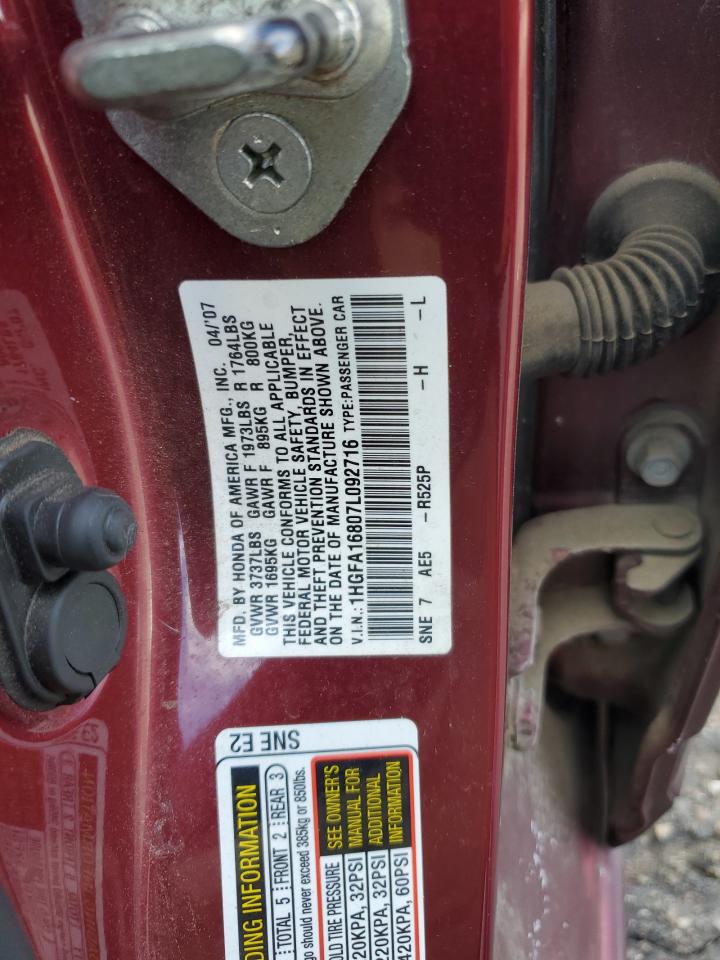 MFD. BY HONDA OF AMERICA MFG., INC. 04/'07
GVWR 3737LBS GAWR F 1973LBS R 1764LBS
GVWR 1695KG GAWR F 895KG R 800KG
THIS VEHICLE CONFORMS TO ALL APPLICABLE
FEDERAL MOTOR VEHICLE SAFETY, BUMPER,
AND THEFT PREVENTION STANDARDS IN EFFECT
ON THE DATE OF MANUFACTURE SHOWN ABOVE.
V.I.N.: 1HGFA16807L092716 TYPE:PASSENGER CAR
SNE 7 AE5 -R525P -H -L
SNE E2
DING INFORMATION
TOTAL 5 FRONT 2 REAR 3
go should never exceed 385kg or 850lbs.
OLD TIRE PRESSURE
20KPA, 32PSI
220KPA, 32PSI
420KPA, 60PSI
SEE OWNER'S
MANUAL FOR
ADDITIONAL
INFORMATION